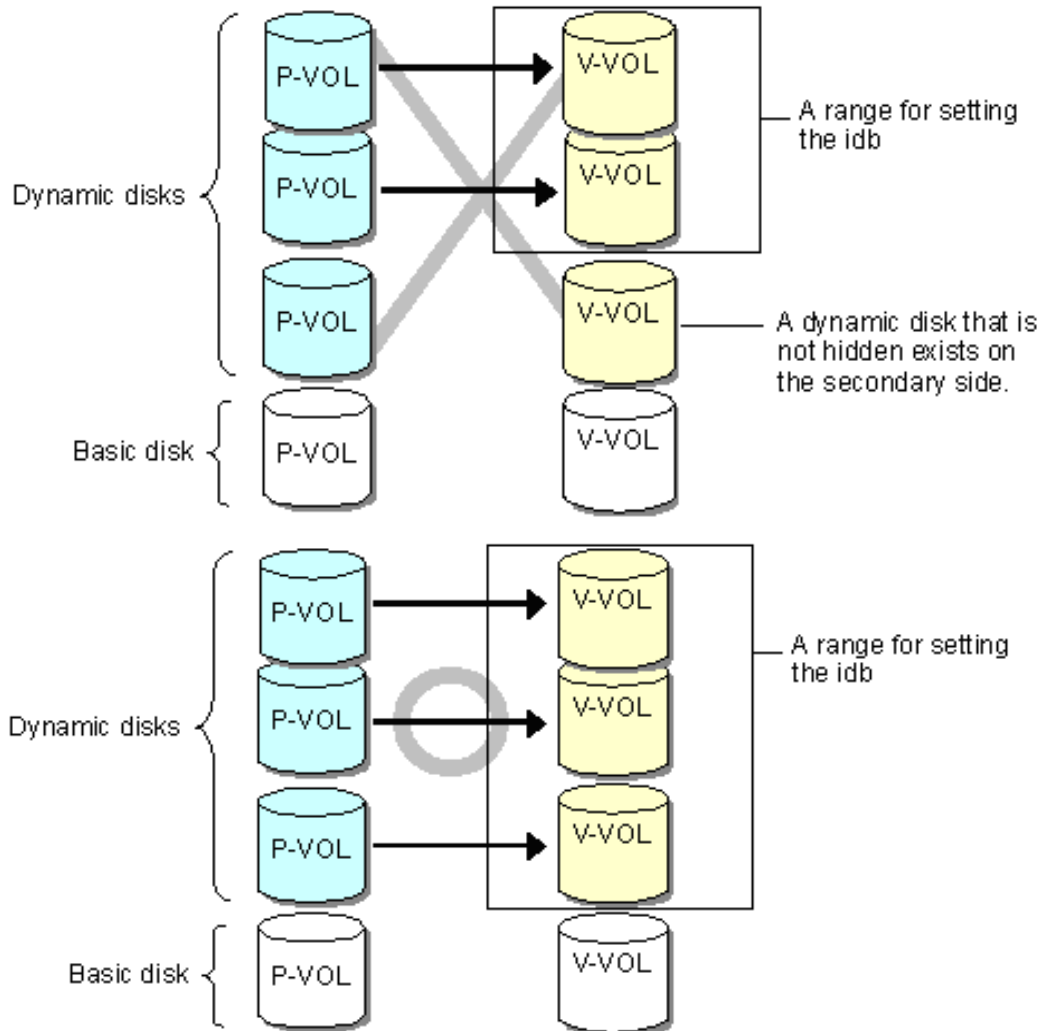 P-VOL
V-VOL
A range for setting
the idb
P-VOL
V-VOL
Dynamic disks
P-VOL
V-VOL
A dynamic disk that is
not hidden exists on
the secondary side.
Basic disk
P-VOL
V-VOL
P-VOL
V-VOL
A range for setting
the idb
Dynamic disks
P-VOL
V-VOL
P-VOL
V-VOL
Basic disk
P-VOL
V-VOL